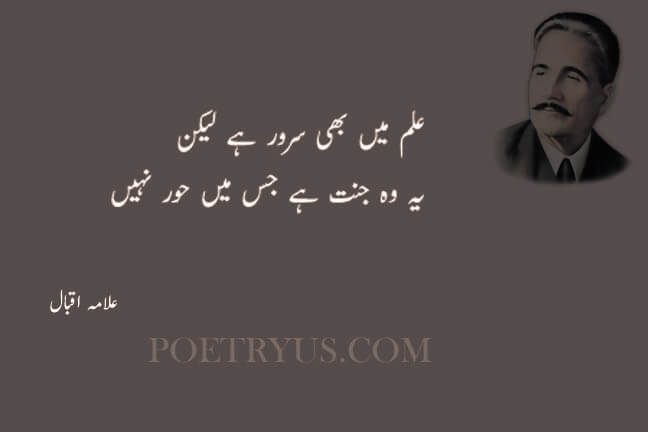 علم میں بھی سرور ہے لیکن
یہ وہ جنت ہے جس میں حور نہیں
علامہ اقبال
POETRYUS.COM